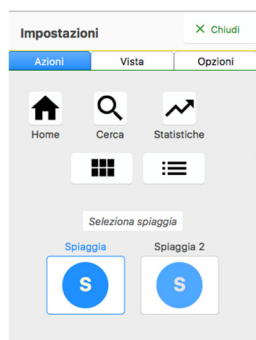 Impostazioni
Chiudi
Azioni Vista Opzioni
Home Cerca Statistiche
Seleziona spiaggia
Spiaggia Spiaggia 2
S S